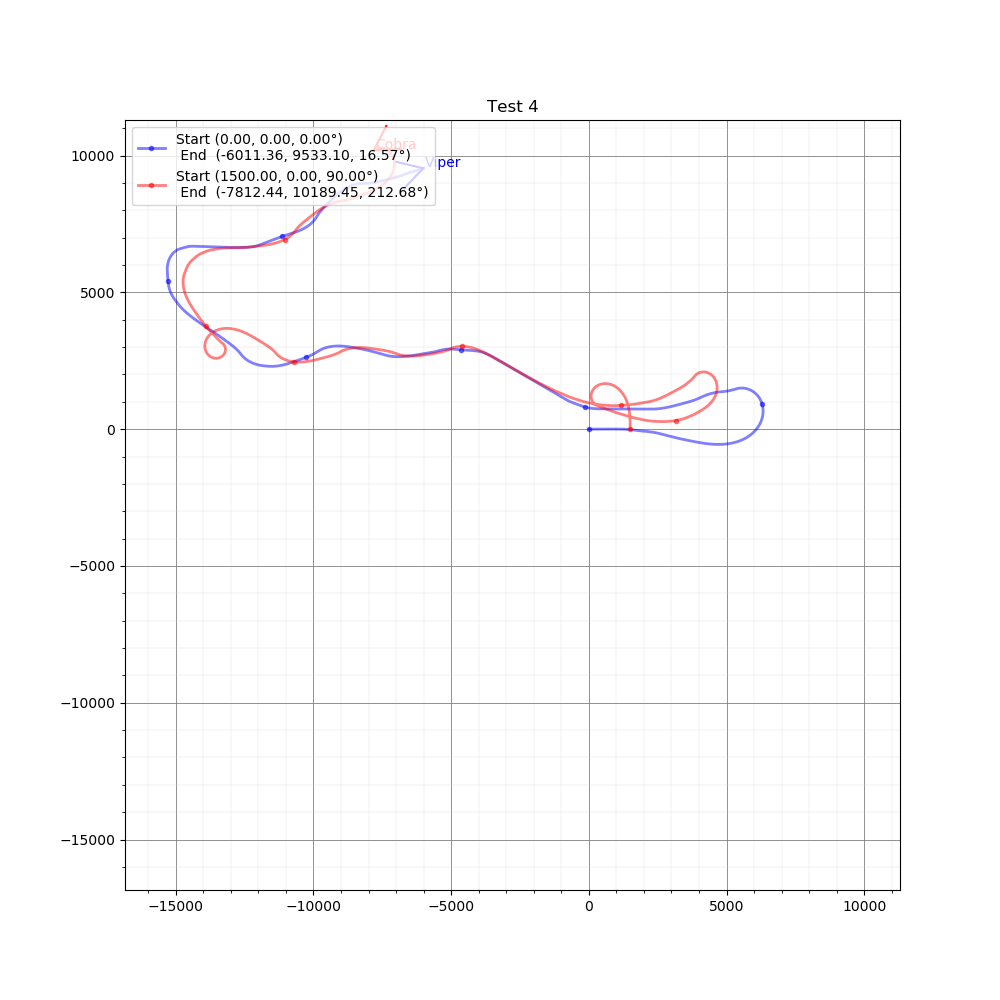 Test 4
Start (0.00, 0.00, 0.00°)
End (-6011.36, 9533.10, 16.57°)
Start (1500.00, 0.00, 90.00°)
End (-7812.44, 10189.45, 212.68°)
Cobra
Viper
10000
5000
0
−5000
−10000
−15000
−15000 −10000 −5000 0 5000 10000